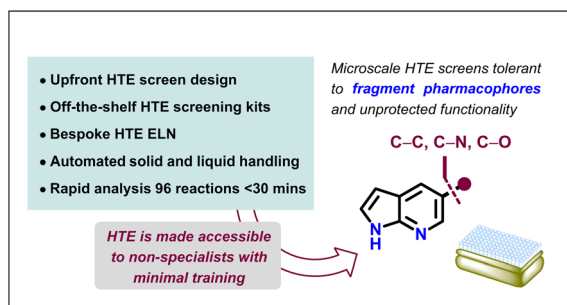 • Upfront HTE screen design
• Off-the-shelf HTE screening kits
• Bespoke HTE ELN
• Automated solid and liquid handling
• Rapid analysis 96 reactions <30 mins
HTE is made accessible
to non-specialists with
minimal training
Microscale HTE screens tolerant
to fragment pharmacophores
and unprotected functionality
C–C, C–N, C–O
N
H
N